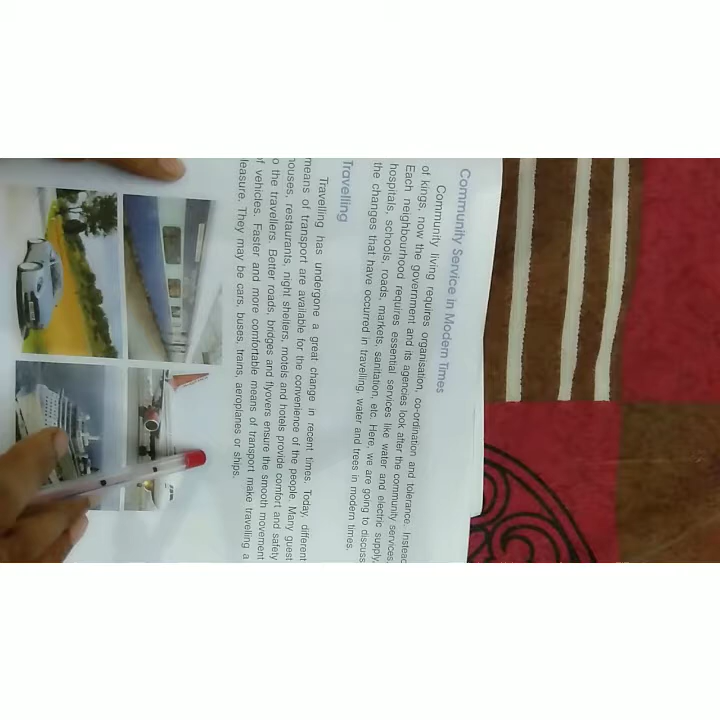 Community Service in Modern Times
Community living requires organisation, co-ordination and tolerance. Instead
of kings, now the government and its agencies look after the community services.
Each neighbourhood requires essential services like water and electric supply,
hospitals, schools, roads, markets, sanitation, etc. Here, we are going to discuss
the changes that have occurred in travelling, water and trees in modern times.
Travelling
Travelling has undergone a great change in recent times. Today, different
means of transport are available for the convenience of the people. Many guest
houses, restaurants, night shelters, motels and hotels provide comfort and safety
to the travellers. Better roads, bridges and flyovers ensure the smooth movement
of vehicles. Faster and more comfortable means of transport make travelling a
pleasure. They may be cars, buses, trains, aeroplanes or ships.